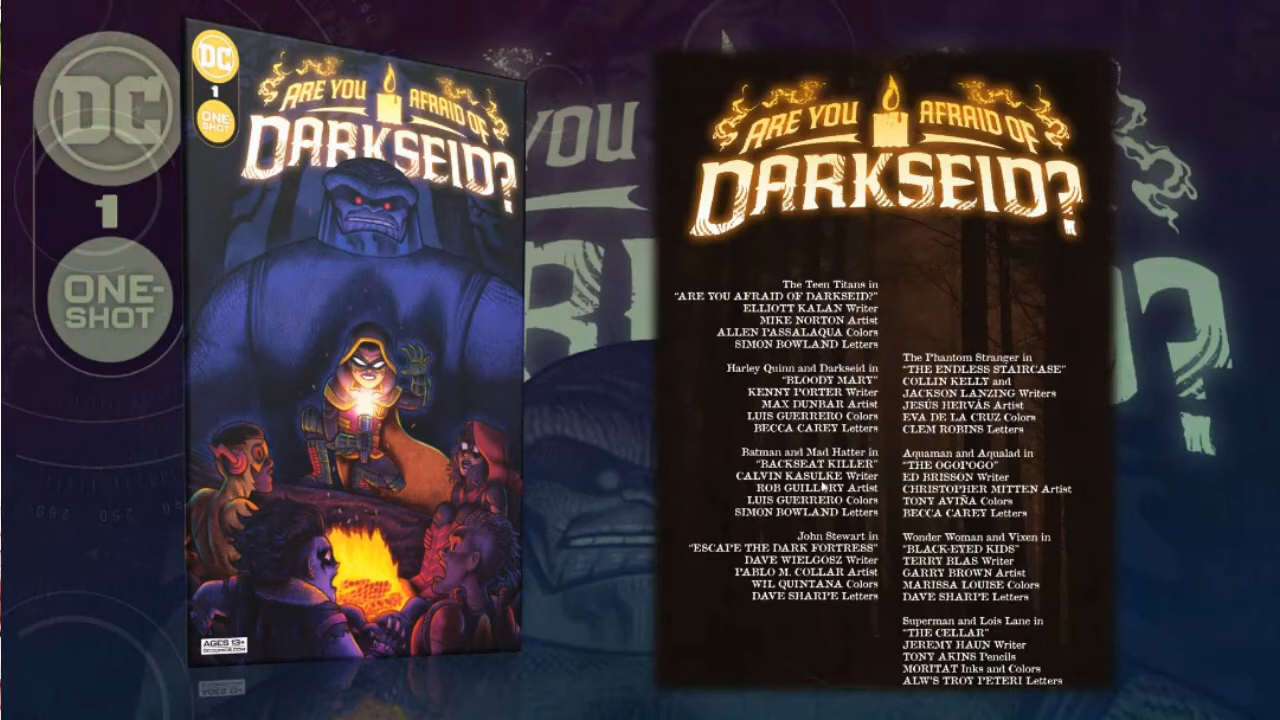 DC
1
ONE-
SHOT
DC
1
ONE-
SHOT
ARE YOU AFRAID OF
DARKSEID?
AGES 13+
YOU
ARE YOU AFRAID OF
DARKSEID?
The Teen Titans in
"ARE YOU AFRAID OF DARKSEID?"
ELLIOTT KALAN Writer
MIKE NORTON Artist
ALLEN PASSALAQUA Colors
SIMON BOWLAND Letters
Harley Quinn and Darkseid in
"BLOODY MARY"
KENNY PORTER Writer
MAX DUNBAR Artist
LUIS GUERRERO Colors
BECCA CAREY Letters
Batman and Mad Hatter in
"BACKSEAT KILLER"
CALVIN KASULKE Writer
ROB GUILLORY Artist
LUIS GUERRERO Colors
SIMON BOWLAND Letters
John Stewart in
"ESCAPE THE DARK FORTRESS"
DAVE WIELGOSZ Writer
PABLO M. COLLAR Artist
WIL QUINTANA Colors
DAVE SHARPE Letters
The Phantom Stranger in
"THE ENDLESS STAIRCASE"
COLLIN KELLY and
JACKSON LANZING Writers
JESÚS HERVÁS Artist
EVA DE LA CRUZ Colors
CLEM ROBINS Letters
Aquaman and Aqualad in
"THE OGOPOGO"
ED BRISSON Writer
CHRISTOPHER MITTEN Artist
TONY AVIÑA Colors
BECCA CAREY Letters
Wonder Woman and Vixen in
"BLACK-EYED KIDS"
TERRY BLAS Writer
GARRY BROWN Artist
MARISSA LOUISE Colors
DAVE SHARPE Letters
Superman and Lois Lane in
"THE CELLAR"
JEREMY HAUN Writer
TONY AKINS Pencils
MORITAT Inks and Colors
ALW'S TROY PETERI Letters